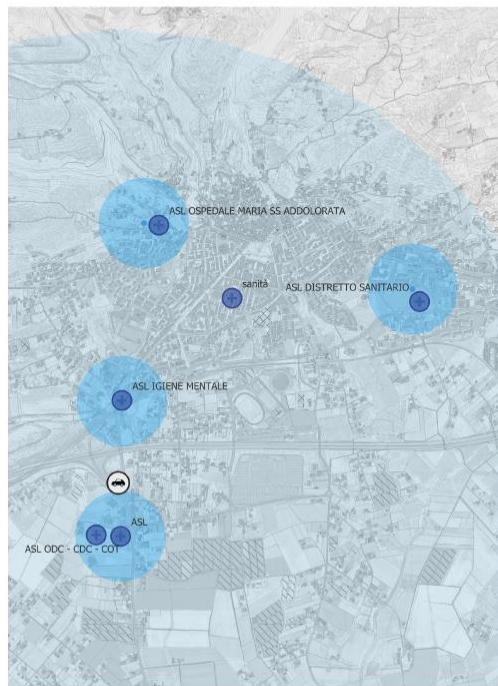 ASL OSPEDALE MARIA SS ADDOLORATA
sanità
ASL DISTRETTO SANITARIO
ASL IGIENE MENTALE
ASL
ASL ODC - CDC - COT